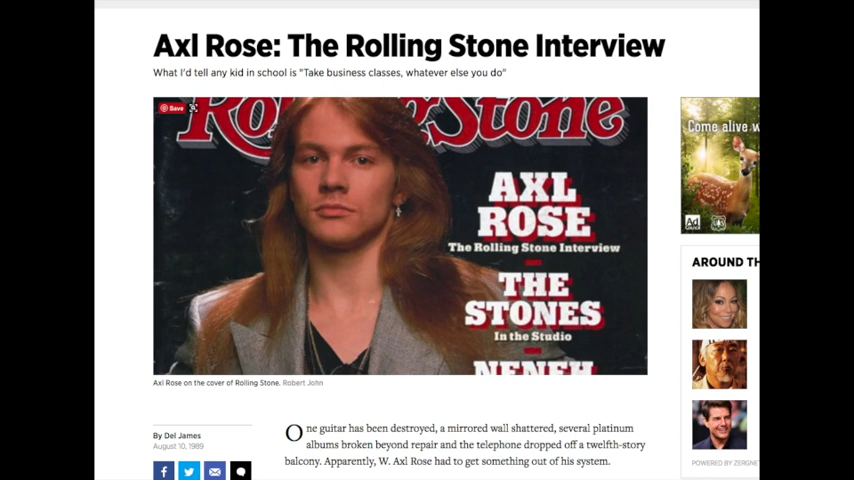 Axl Rose: The Rolling Stone Interview
What I'd tell any kid in school is "Take business classes, whatever else you do"
Save
Rolling Stone
AXL
ROSE
The Rolling Stone Interview
THE
STONES
In the Studio
NENEH
Come alive w
Ad
AROUND TH
Axl Rose on the cover of Rolling Stone. Robert John
By Del James
August 10, 1989
One guitar has been destroyed, a mirrored wall shattered, several platinum
albums broken beyond repair and the telephone dropped off a twelfth-story
balcony. Apparently, W. Axl Rose had to get something out of his system.
POWERED BY ZERGNE